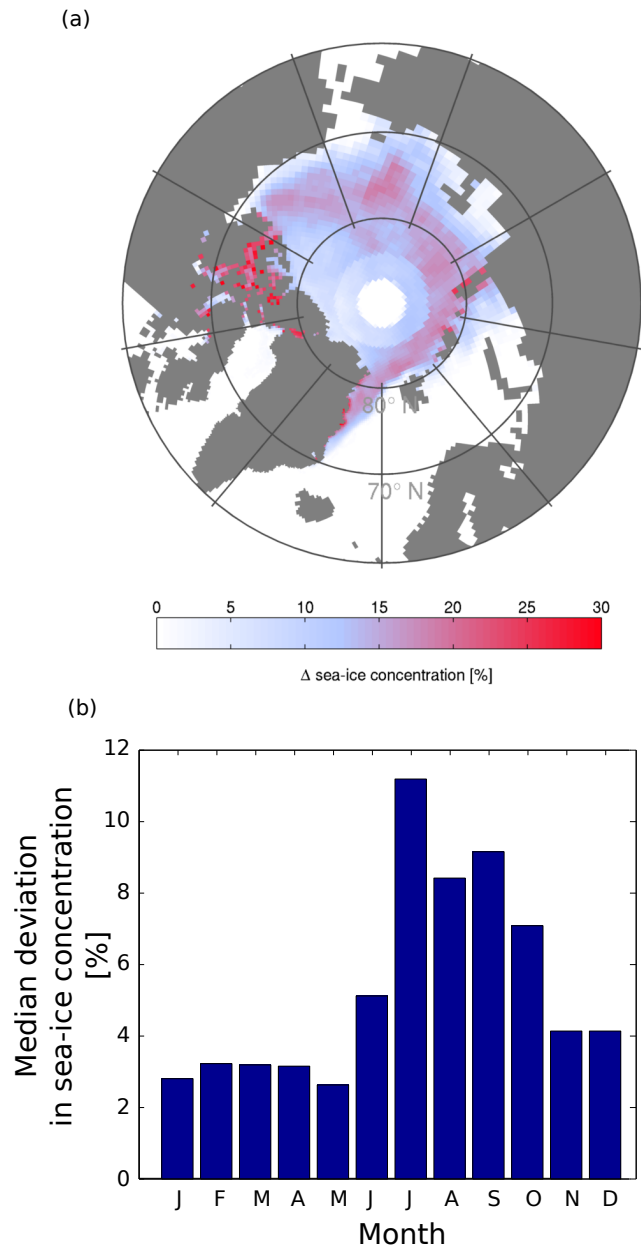 (a)
80° N
70° N
0 5 10 15 20 25 30
Δ sea-ice concentration [%]
(b)
Median deviation
in sea-ice concentration
[%]
12
10
8
6
4
2
0
J F M A M J J A S O N D
Month